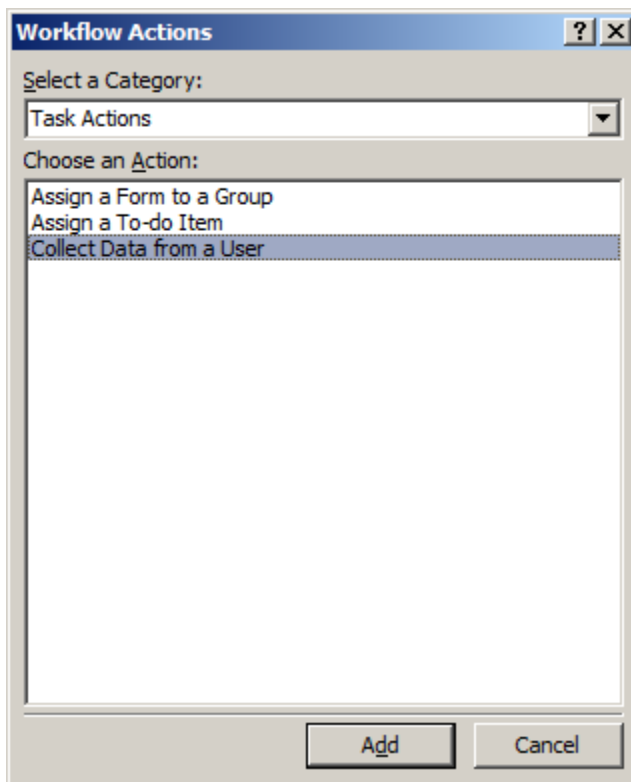 Workflow Actions
Select a Category:
Task Actions
Choose an Action:
Assign a Form to a Group
Assign a To-do Item
Collect Data from a User
Add
Cancel